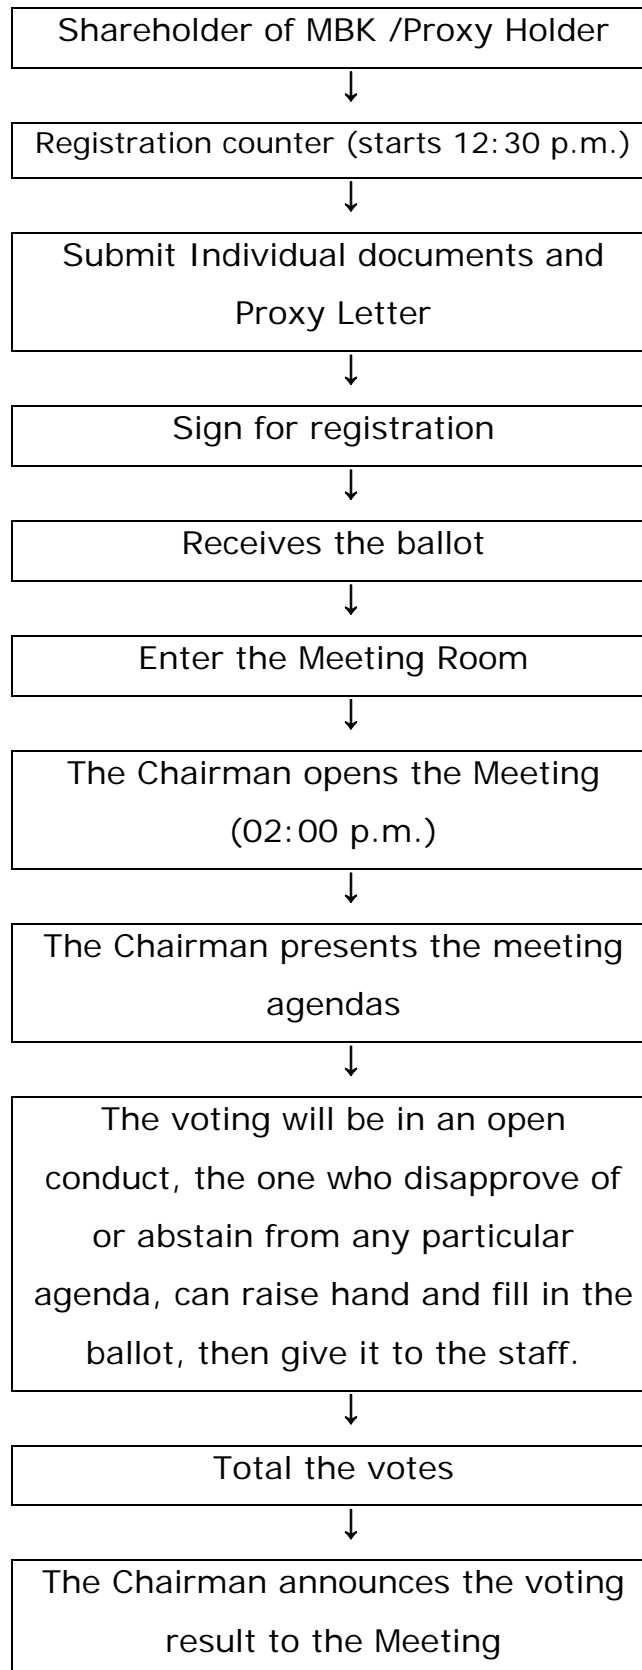 Shareholder of MBK /Proxy Holder
↓
Registration counter (starts 12:30 p.m.)
↓
Submit Individual documents and
Proxy Letter
↓
Sign for registration
↓
Receives the ballot
↓
Enter the Meeting Room
↓
The Chairman opens the Meeting
(02:00 p.m.)
↓
The Chairman presents the meeting
agendas
↓
The voting will be in an open
conduct, the one who disapprove of
or abstain from any particular
agenda, can raise hand and fill in the
ballot, then give it to the staff.
↓
Total the votes
↓
The Chairman announces the voting
result to the Meeting